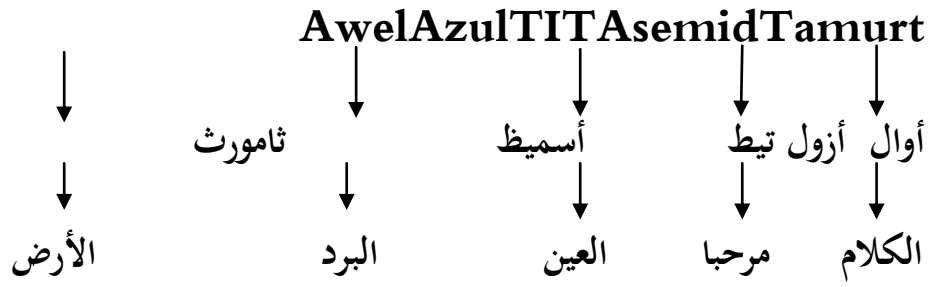 AwelAzulTITAsemidTamurt
أوال أزول تيط أسميظ ثامورث
الكلام مرحبا العين البرد الأرض